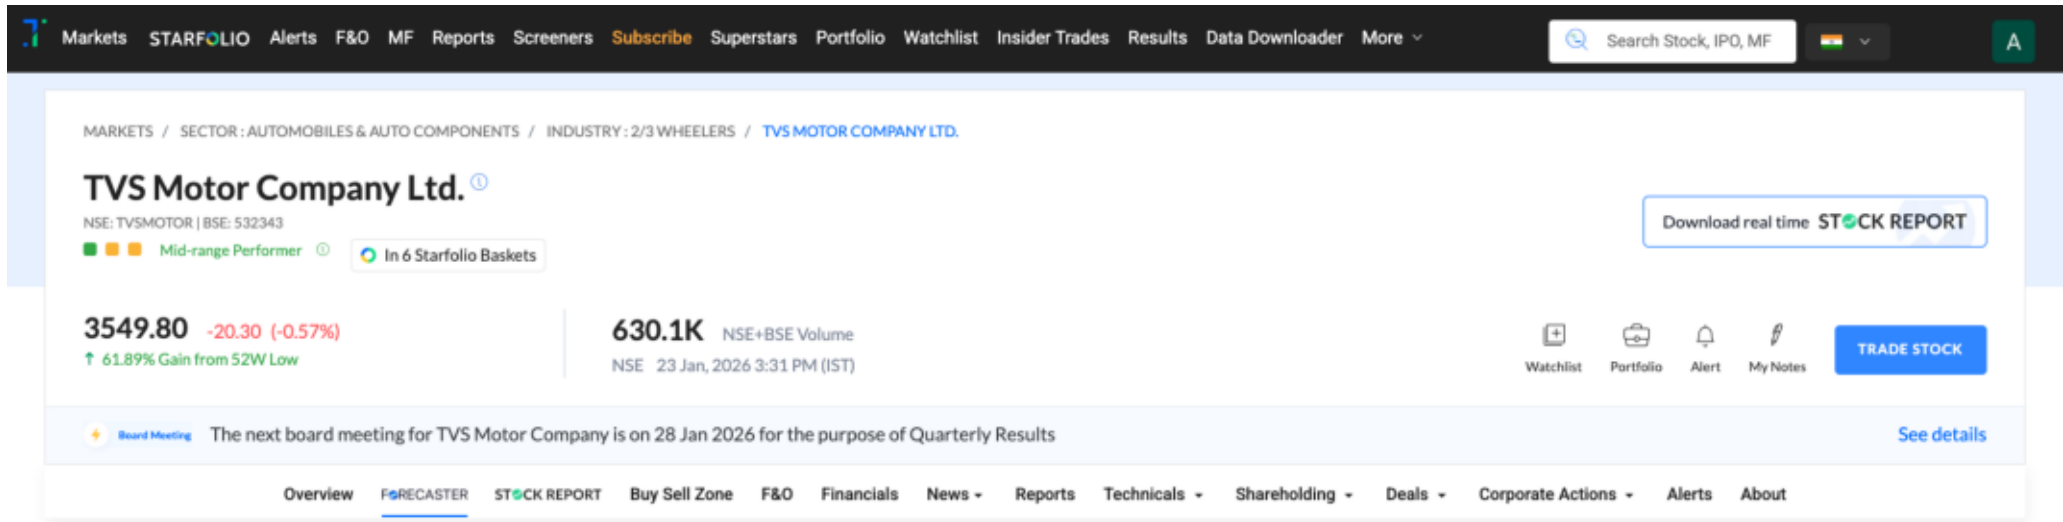 Markets STARFOLIO Alerts F&O MF Reports Screeners Subscribe Superstars Portfolio Watchlist Insider Trades Results Data Downloader More Search Stock, IPO, MF A
MARKETS / SECTOR : AUTOMOBILES & AUTO COMPONENTS / INDUSTRY : 2/3 WHEELERS / TVS MOTOR COMPANY LTD.
TVS Motor Company Ltd.
NSE: TVSMOTOR | BSE: 532343
Mid-range Performer In 6 Starfolio Baskets
Download real time STOCK REPORT
3549.80 -20.30 (-0.57%)
↑ 61.89% Gain from 52W Low
630.1K NSE+BSE Volume
NSE 23 Jan, 2026 3:31 PM (IST)
Watchlist Portfolio Alert My Notes TRADE STOCK
Board Meeting The next board meeting for TVS Motor Company is on 28 Jan 2026 for the purpose of Quarterly Results See details
Overview FORECASTER STOCK REPORT Buy Sell Zone F&O Financials News Reports Technicals Shareholding Deals Corporate Actions Alerts About